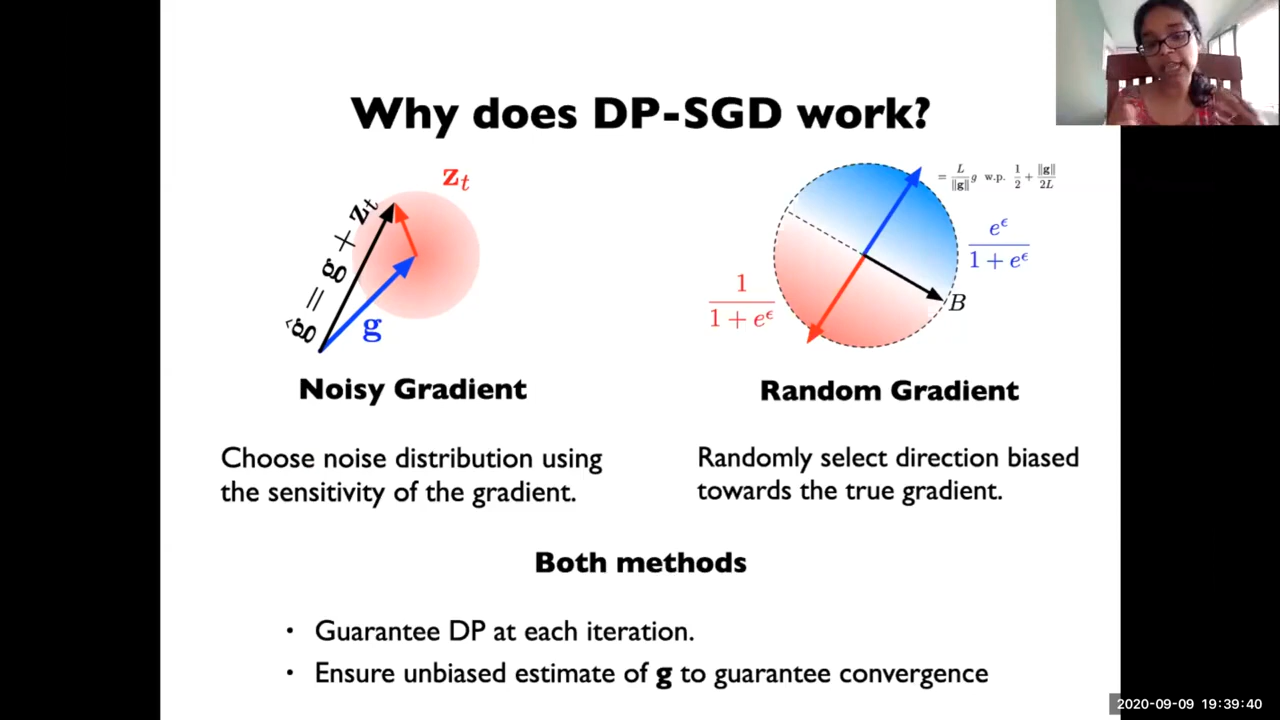 Why does DP-SGD work?
z_t
ĝ = g + z_t
g
= L/‖g‖ g w.p. 1/2 + ‖g‖/2L
e^ϵ/1 + e^ϵ
1/1 + e^ϵ
B
Noisy Gradient
Random Gradient
Choose noise distribution using
the sensitivity of the gradient.
Randomly select direction biased
towards the true gradient.
Both methods
• Guarantee DP at each iteration.
• Ensure unbiased estimate of g to guarantee convergence
2020-09-09 19:39:40